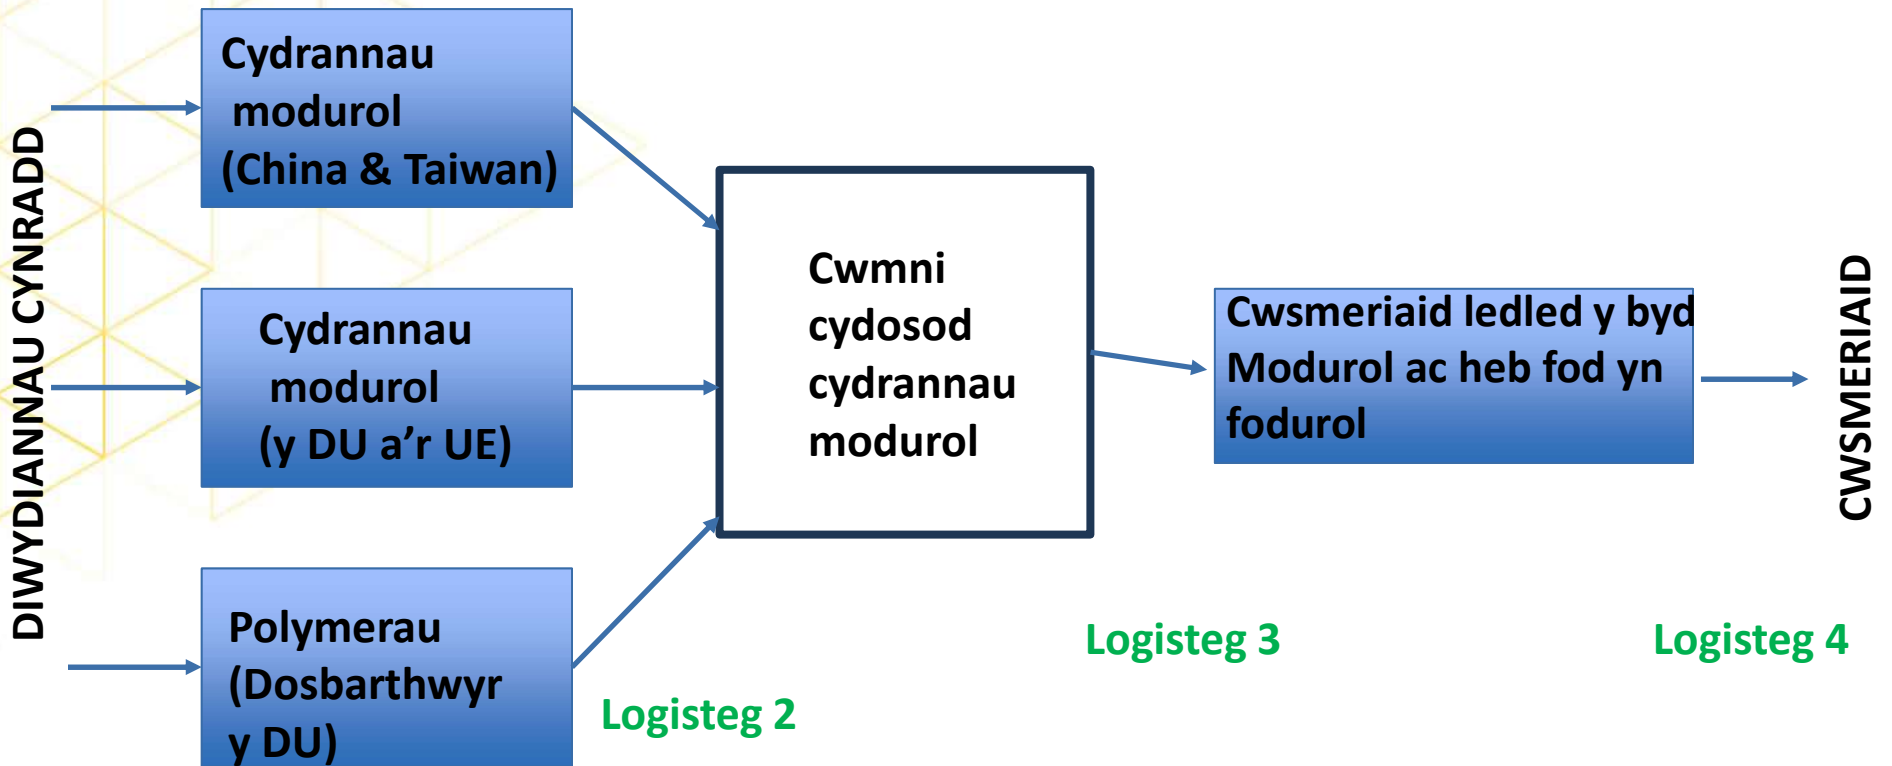 DIWYDIANNAU CYNRADD
Cydrannau
modurol
(China & Taiwan)
Cydrannau
modurol
(y DU a’r UE)
Polymerau
(Dosbarthwyr
y DU)
Logisteg 2
Cwmni
cydosod
cydrannau
modurol
Logisteg 3
Cwsmeriaid ledled y byd
Modurol ac heb fod yn
fodurol
Logisteg 4
CWSMERIAID